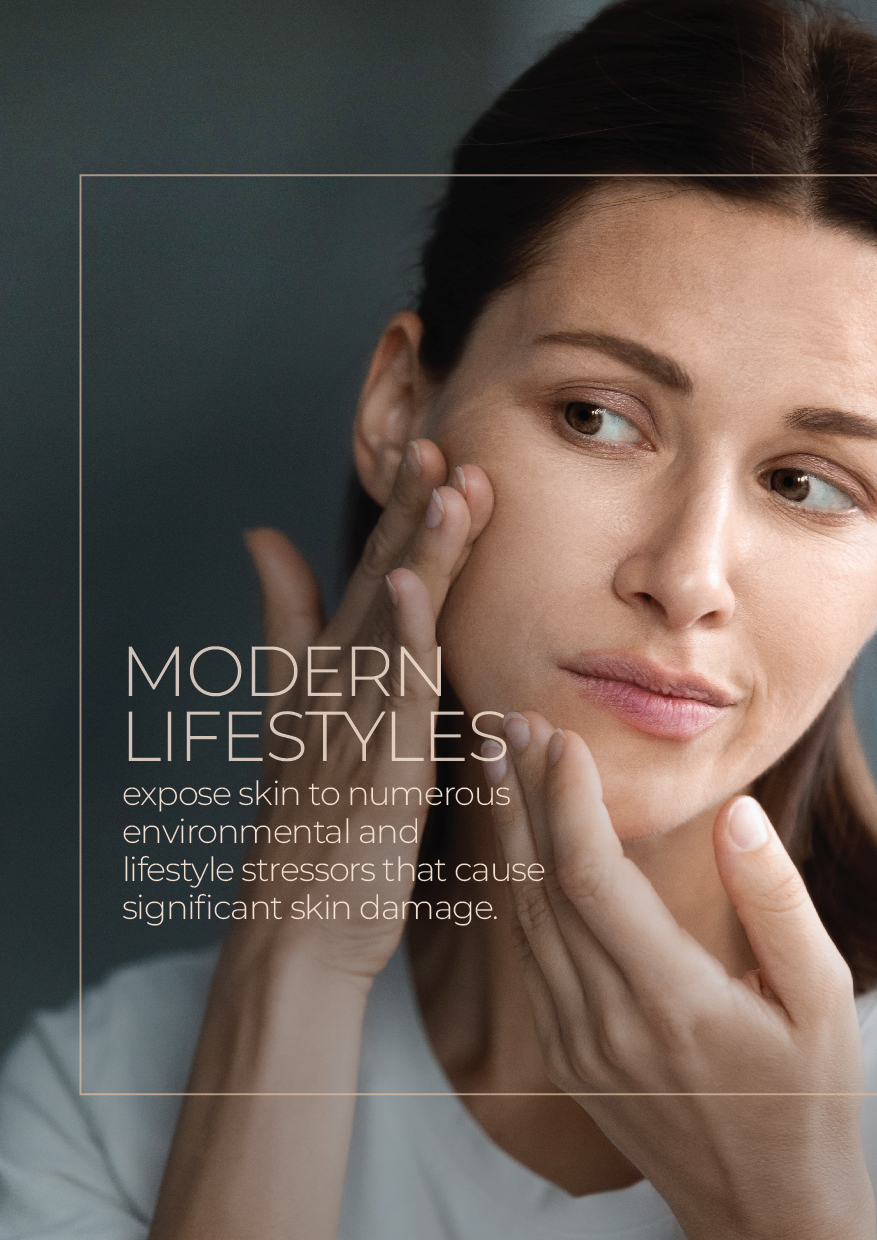 MODERN
LIFESTYLES
expose skin to numerous
environmental and
lifestyle stressors that cause
significant skin damage.